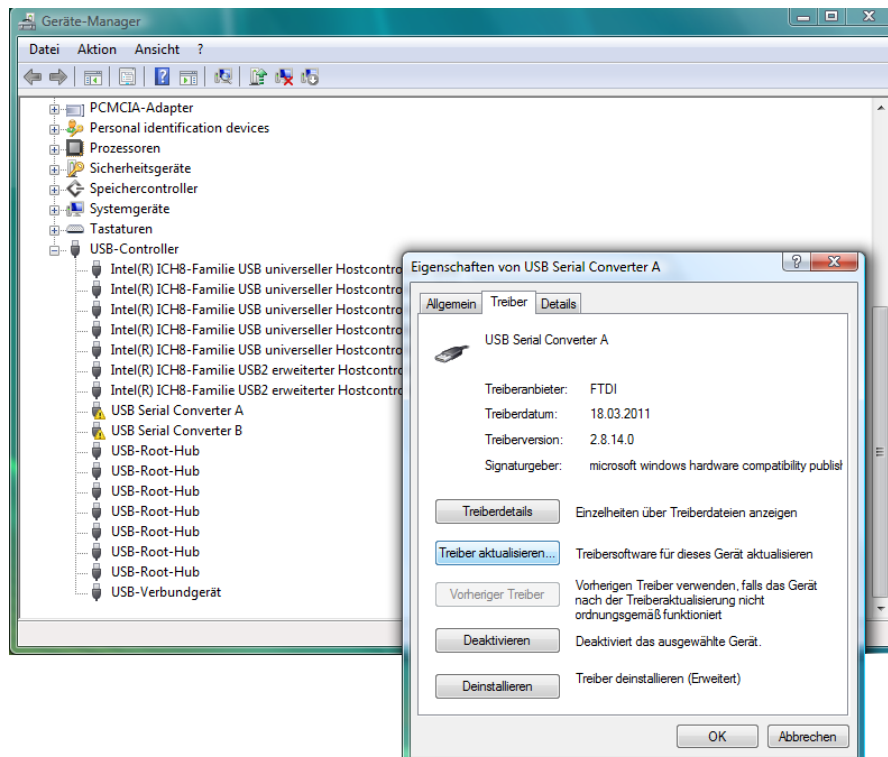 Geräte-Manager
Datei Aktion Ansicht ?
PCMCIA-Adapter
Personal identification devices
Prozessoren
Sicherheitsgeräte
Speichercontroller
Systemgeräte
Tastaturen
USB-Controller
Intel(R) ICH8-Familie USB universeller Hostcontro
Intel(R) ICH8-Familie USB universeller Hostcontro
Intel(R) ICH8-Familie USB universeller Hostcontro
Intel(R) ICH8-Familie USB universeller Hostcontro
Intel(R) ICH8-Familie USB universeller Hostcontro
Intel(R) ICH8-Familie USB2 erweiterter Hostcontro
Intel(R) ICH8-Familie USB2 erweiterter Hostcontro
USB Serial Converter A
USB Serial Converter B
USB-Root-Hub
USB-Root-Hub
USB-Root-Hub
USB-Root-Hub
USB-Root-Hub
USB-Root-Hub
USB-Root-Hub
USB-Verbundgerät
Eigenschaften von USB Serial Converter A
Allgemein Treiber Details
USB Serial Converter A
Treiberanbieter: FTDI
Treiberdatum: 18.03.2011
Treiberversion: 2.8.14.0
Signaturgeber: microsoft windows hardware compatibility publish
Treiberdetails Einzelheiten über Treiberdateien anzeigen
Treiber aktualisieren... Treibersoftware für dieses Gerät aktualisieren
Vorheriger Treiber Vorherigen Treiber verwenden, falls das Gerät
nach der Treiberaktualisierung nicht
ordnungsgemäß funktioniert
Deaktivieren Deaktiviert das ausgewählte Gerät.
Deinstallieren Treiber deinstallieren (Erweitert)
OK Abbrechen